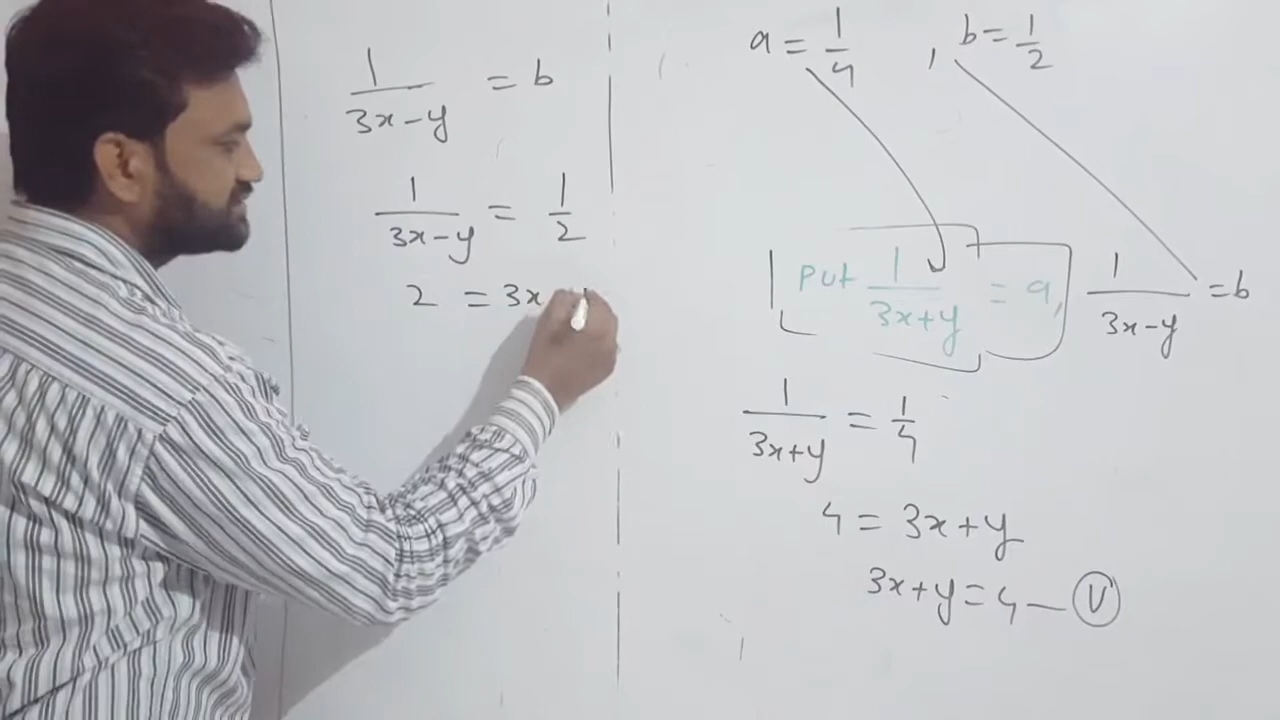 1/(3x-y) = b
1/(3x-y) = 1/2
2 = 3x
a = 1/4 , b = 1/2
Put 1/(3x+y) = a, 1/(3x-y) = b
1/(3x+y) = 1/4
4 = 3x+y
3x+y = 4 — V